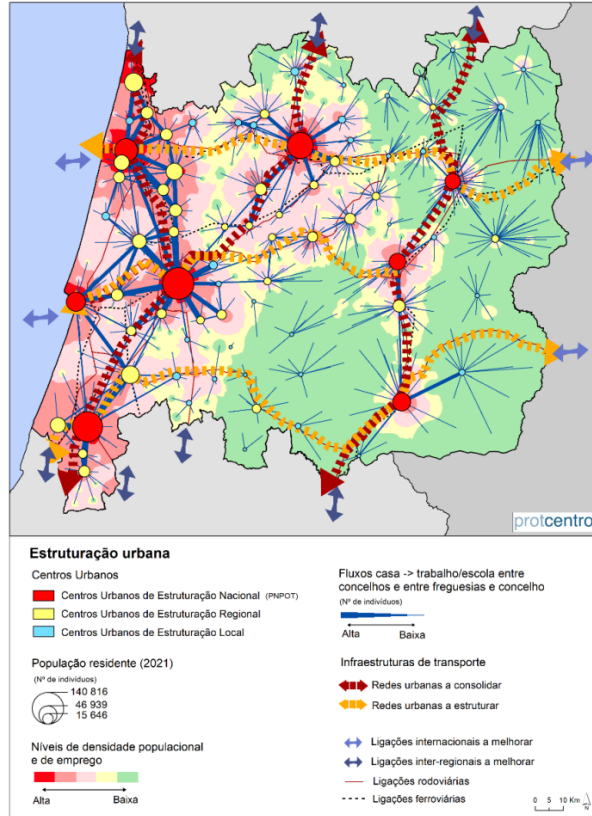 protcentro
Estruturação urbana
Centros Urbanos
Centros Urbanos de Estruturação Nacional (PNPOT)
Centros Urbanos de Estruturação Regional
Centros Urbanos de Estruturação Local
População residente (2021)
(Nº de indivíduos)
140 816
46 939
15 646
Níveis de densidade populacional
e de emprego
Alta
Baixa
Fluxos casa -> trabalho/escola entre
concelhos e entre freguesias e concelho
(Nº de indivíduos)
Alta
Baixa
Infraestruturas de transporte
Redes urbanas a consolidar
Redes urbanas a estruturar
Ligações internacionais a melhorar
Ligações inter-regionais a melhorar
Ligações rodoviárias
Ligações ferroviárias
0 5 10 Km
N